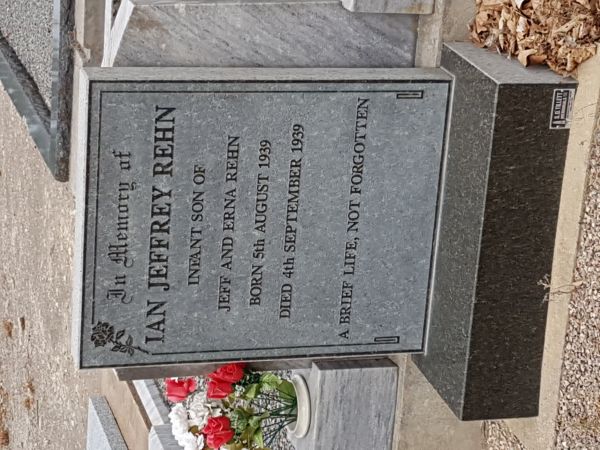 In Memory of
IAN JEFFREY REHN
INFANT SON OF
JEFF AND ERNA REHN
BORN 5th AUGUST 1939
DIED 4th SEPTEMBER 1939
A BRIEF LIFE, NOT FORGOTTEN